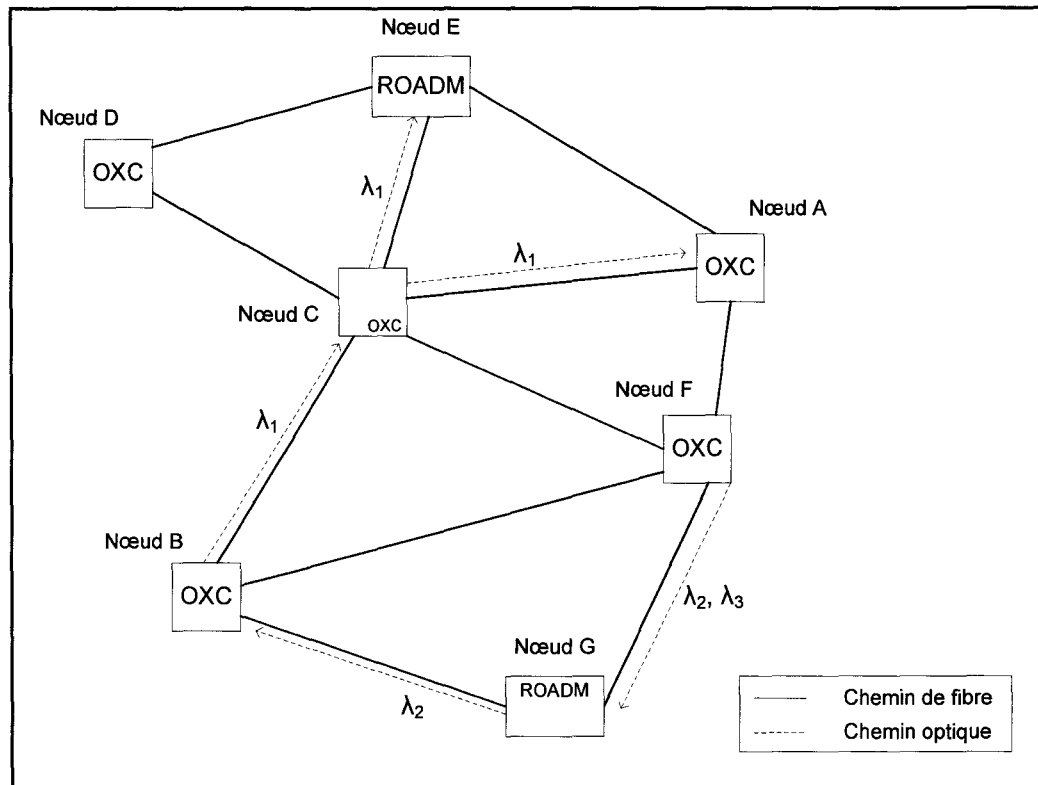 Nœud E
ROADM
Nœud D
OXC
λ₁
Nœud A
λ₁
OXC
Nœud C
OXC
Nœud F
λ₁
OXC
Nœud B
OXC
λ₂, λ₃
Nœud G
ROADM
λ₂
Chemin de fibre
Chemin optique